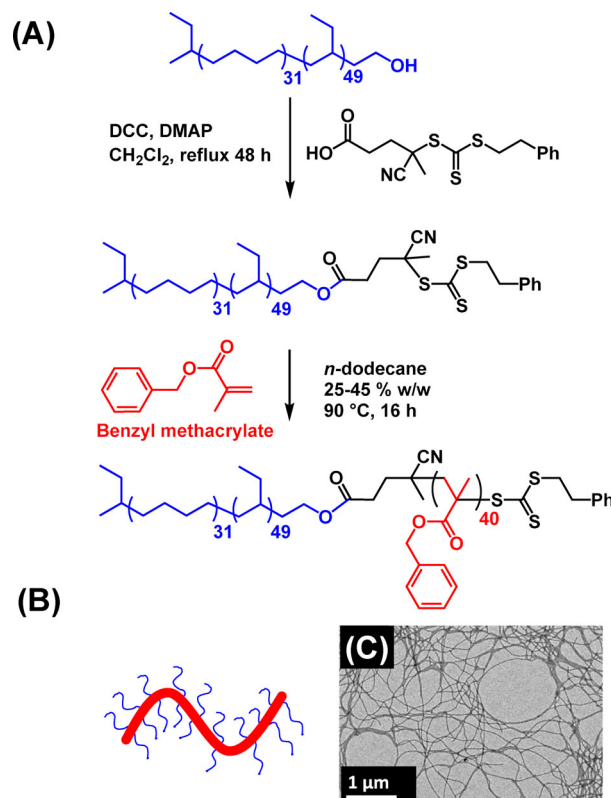 (A)
31
49
OH
DCC, DMAP
CH2Cl2, reflux 48 h
O
HO
NC
S
S
S
Ph
31
49
O
O
CN
S
S
S
Ph
O
O
Benzyl methacrylate
n-dodecane
25-45 % w/w
90 °C, 16 h
31
49
O
O
CN
O
O
40
S
S
S
Ph
(B)
(C)
1 µm